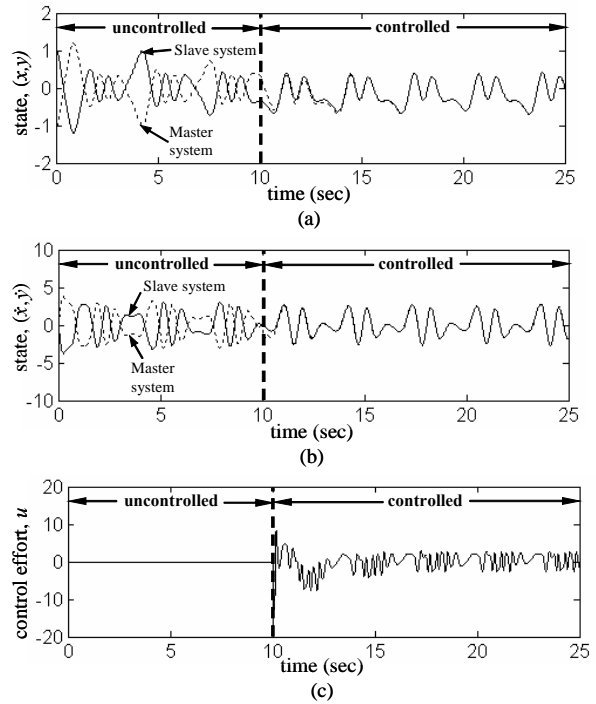 uncontrolled controlled
2
1
0
-1
-2
state, (x,y)
Slave system
Master
system
0 5 10 15 20 25
time (sec)
(a)
uncontrolled controlled
10
5
0
-5
-10
state, (ẋ,ẏ)
Slave system
Master
system
0 5 10 15 20 25
time (sec)
(b)
uncontrolled controlled
20
10
0
-10
-20
control effort, u
0 5 10 15 20 25
time (sec)
(c)